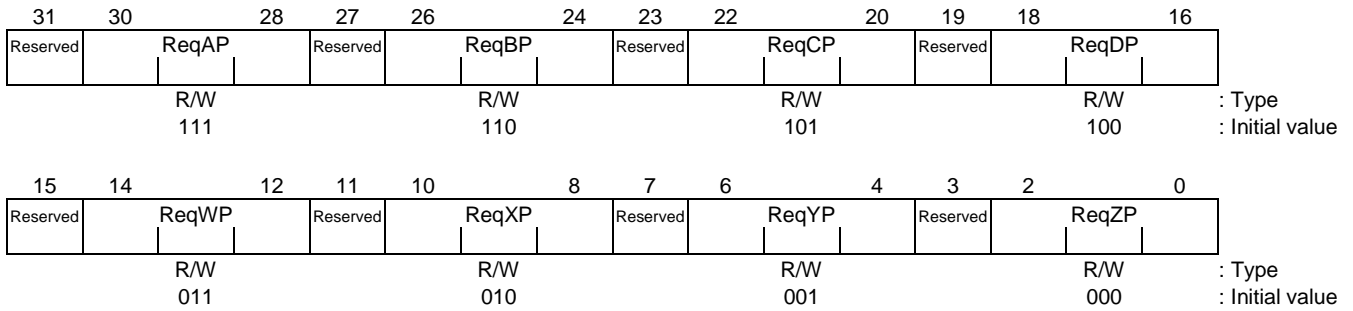 31 30 28 27 26 24 23 22 20 19 18 16
Reserved ReqAP Reserved ReqBP Reserved ReqCP Reserved ReqDP
R/W R/W R/W R/W : Type
111 110 101 100 : Initial value
15 14 12 11 10 8 7 6 4 3 2 0
Reserved ReqWP Reserved ReqXP Reserved ReqYP Reserved ReqZP
R/W R/W R/W R/W : Type
011 010 001 000 : Initial value